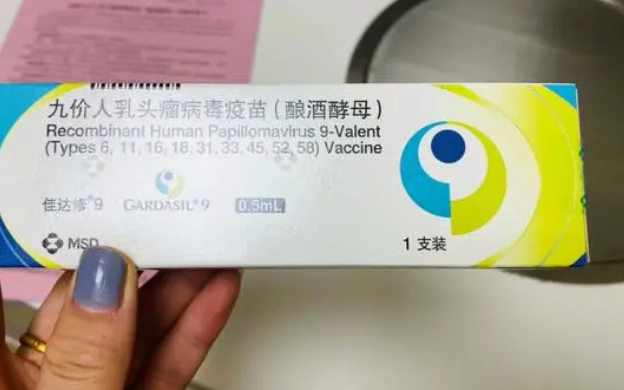 九价人乳头瘤病毒疫苗（酿酒酵母）
Recombinant Human Papillomavirus 9-Valent
(Types 6, 11, 16, 18, 31, 33, 45, 52, 58) Vaccine
佳达修®9 GARDASIL®9 0.5mL
MSD 1 支装